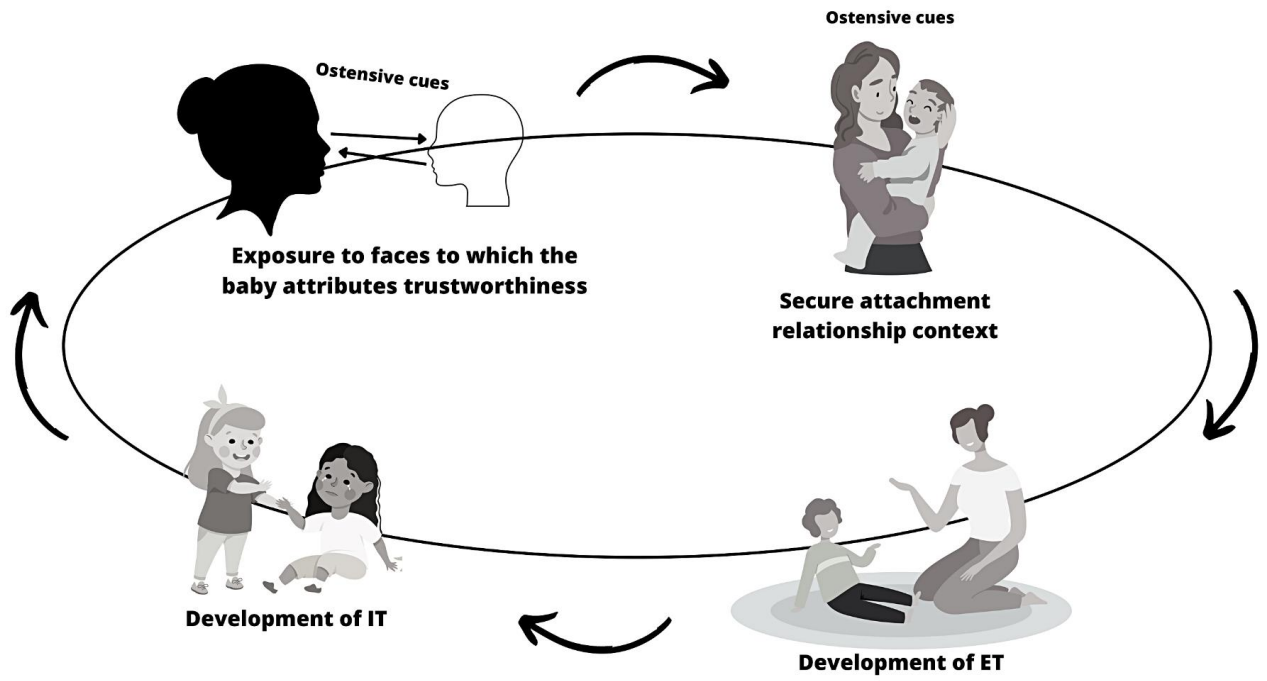 Ostensive cues
Ostensive cues
Exposure to faces to which the
baby attributes trustworthiness
Secure attachment
relationship context
Development of IT
Development of ET